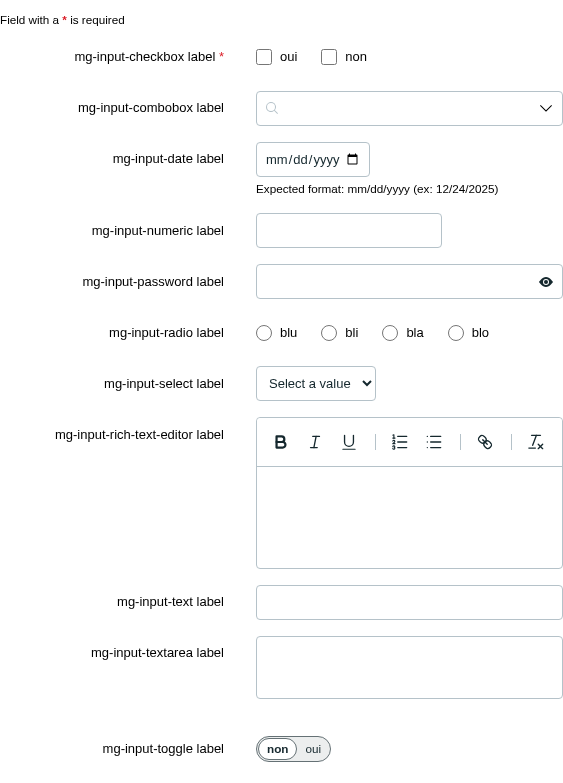 Field with a * is required
mg-input-checkbox label * oui non
mg-input-combobox label
mg-input-date label mm/dd/yyyy
Expected format: mm/dd/yyyy (ex: 12/24/2025)
mg-input-numeric label
mg-input-password label
mg-input-radio label blu bli bla blo
mg-input-select label Select a value
mg-input-rich-text-editor label
mg-input-text label
mg-input-textarea label
mg-input-toggle label non oui